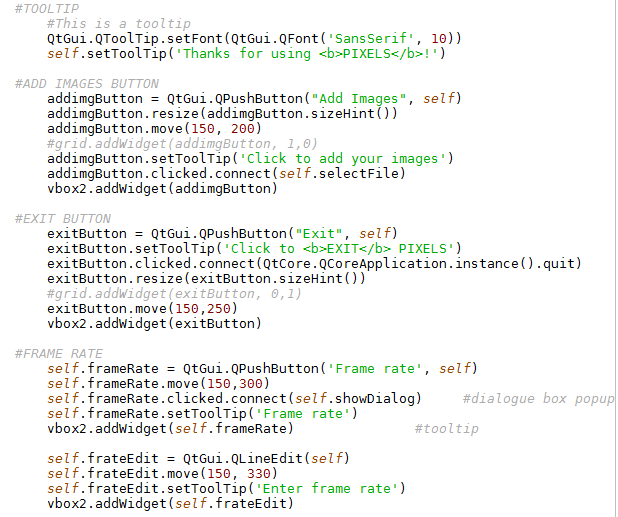 #TOOLTIP
#This is a tooltip
QtGui.QToolTip.setFont(QtGui.QFont('SansSerif', 10))
self.setToolTip('Thanks for using <b>PIXELS</b>!')
#ADD IMAGES BUTTON
addimgButton = QtGui.QPushButton("Add Images", self)
addimgButton.resize(addimgButton.sizeHint())
addimgButton.move(150, 200)
#grid.addWidget(addimgButton, 1,0)
addimgButton.setToolTip('Click to add your images')
addimgButton.clicked.connect(self.selectFile)
vbox2.addWidget(addimgButton)
#EXIT BUTTON
exitButton = QtGui.QPushButton("Exit", self)
exitButton.setToolTip('Click to <b>EXIT</b> PIXELS')
exitButton.clicked.connect(QtCore.QCoreApplication.instance().quit)
exitButton.resize(exitButton.sizeHint())
#grid.addWidget(exitButton, 0,1)
exitButton.move(150,250)
vbox2.addWidget(exitButton)
#FRAME RATE
self.frameRate = QtGui.QPushButton('Frame rate', self)
self.frameRate.move(150,300)
self.frameRate.clicked.connect(self.showDialog)     #dialogue box popup
self.frameRate.setToolTip('Frame rate')
vbox2.addWidget(self.frameRate)               #tooltip
self.frateEdit = QtGui.QLineEdit(self)
self.frateEdit.move(150, 330)
self.frateEdit.setToolTip('Enter frame rate')
vbox2.addWidget(self.frateEdit)